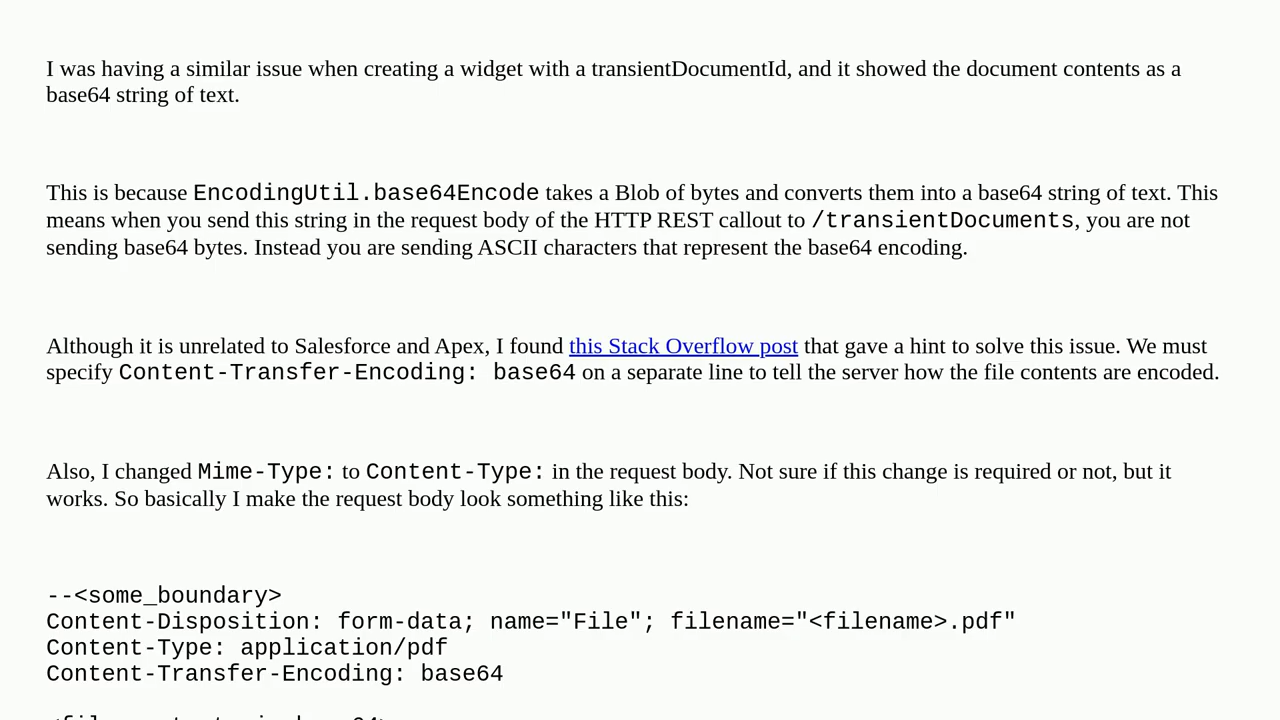 I was having a similar issue when creating a widget with a transientDocumentId, and it showed the document contents as a
base64 string of text.
This is because EncodingUtil.base64Encode takes a Blob of bytes and converts them into a base64 string of text. This
means when you send this string in the request body of the HTTP REST callout to /transientDocuments, you are not
sending base64 bytes. Instead you are sending ASCII characters that represent the base64 encoding.
Although it is unrelated to Salesforce and Apex, I found this Stack Overflow post that gave a hint to solve this issue. We must
specify Content-Transfer-Encoding: base64 on a separate line to tell the server how the file contents are encoded.
Also, I changed Mime-Type: to Content-Type: in the request body. Not sure if this change is required or not, but it
works. So basically I make the request body look something like this:
--<some_boundary>
Content-Disposition: form-data; name="File"; filename="<filename>.pdf"
Content-Type: application/pdf
Content-Transfer-Encoding: base64